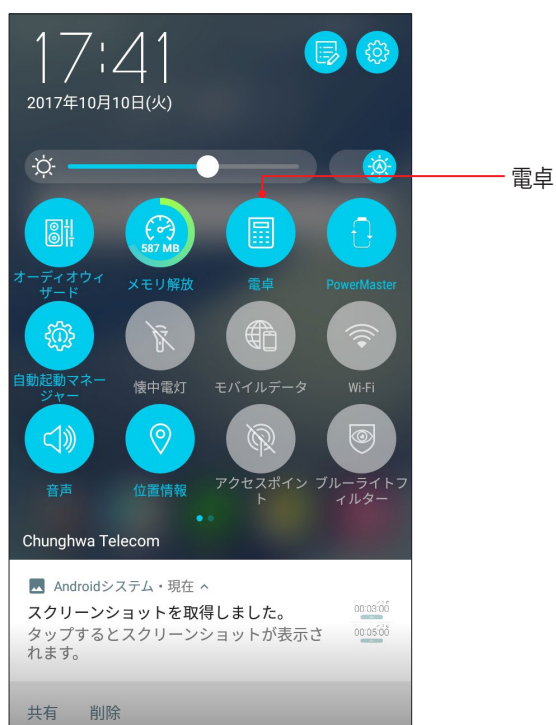 17:41
2017年10月10日(火)
電卓
587 MB
オーディオウィ
ザード
メモリ解放
電卓
PowerMaster
自動起動マネー
ジャー
懐中電灯
モバイルデータ
Wi-Fi
音声
位置情報
アクセスポイン
ト
ブルーライトフ
ィルター
Chunghwa Telecom
Androidシステム・現在
スクリーンショットを取得しました。
タップするとスクリーンショットが表示さ
れます。
00:03:00
00:05:00
共有 削除